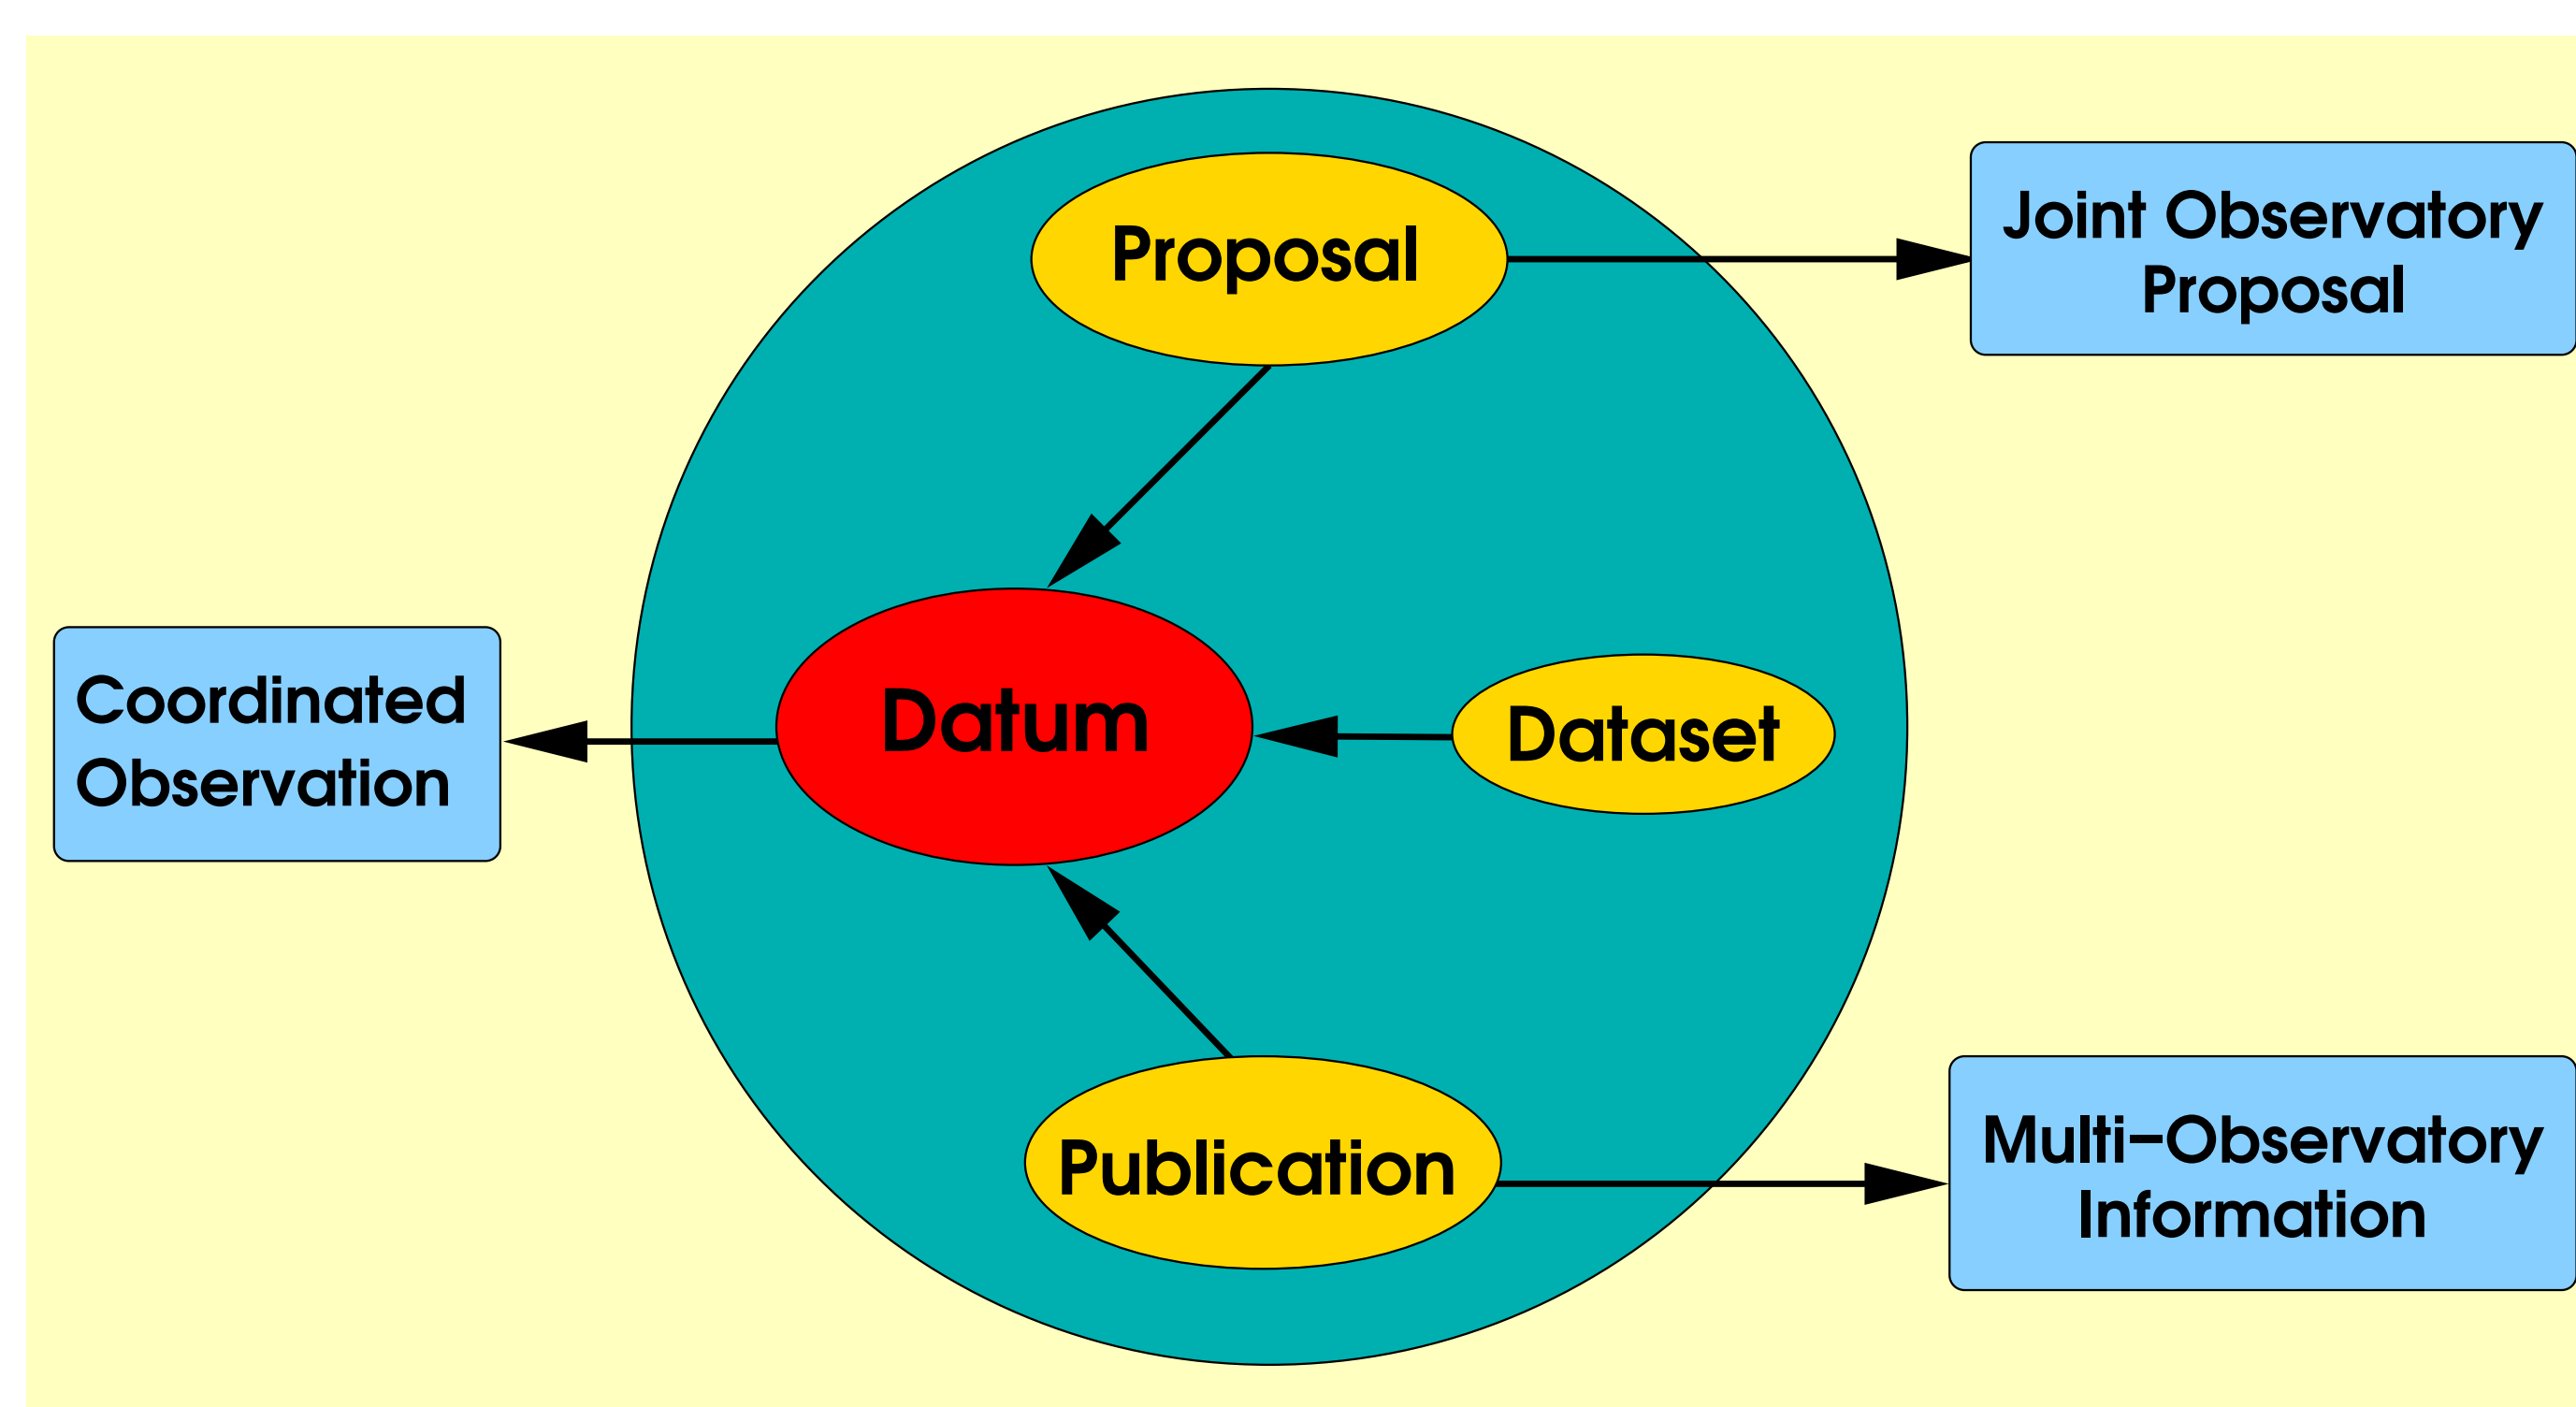 Proposal
Joint Observatory
Proposal
Coordinated
Observation
Datum
Dataset
Publication
Multi−Observatory
Information